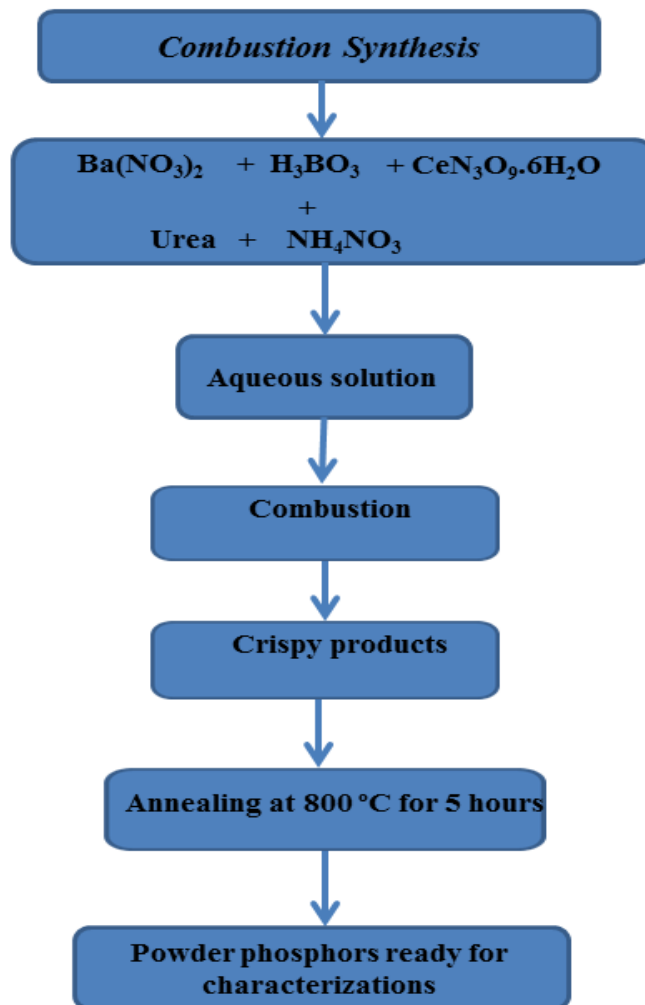 Combustion Synthesis
Ba(NO₃)₂ + H₃BO₃ + CeN₃O₉.6H₂O
+
Urea + NH₄NO₃
Aqueous solution
Combustion
Crispy products
Annealing at 800 ºC for 5 hours
Powder phosphors ready for
characterizations